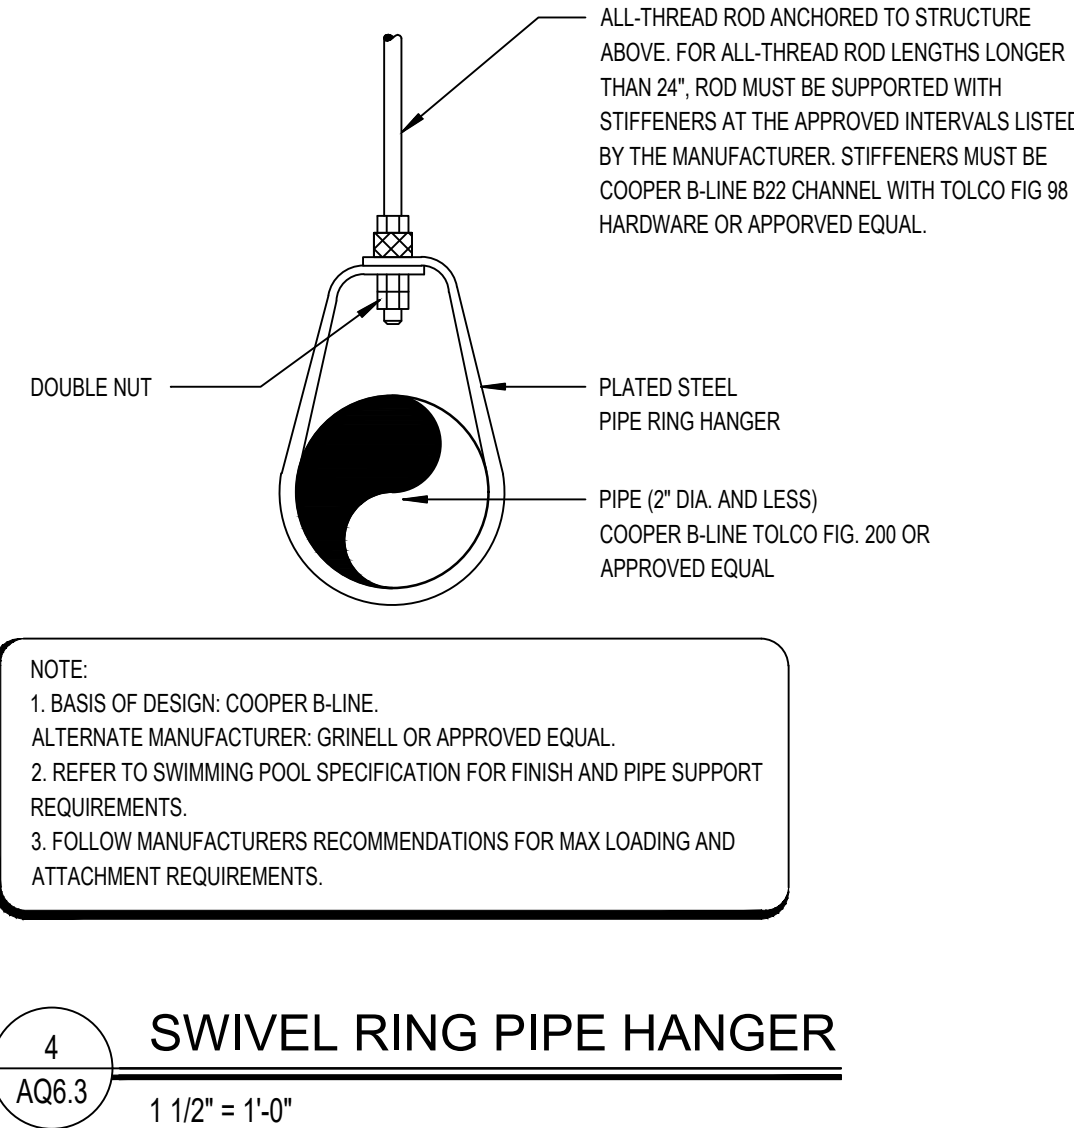 ALL-THREAD ROD ANCHORED TO STRUCTURE
ABOVE. FOR ALL-THREAD ROD LENGTHS LONGER
THAN 24", ROD MUST BE SUPPORTED WITH
STIFFENERS AT THE APPROVED INTERVALS LISTED
BY THE MANUFACTURER. STIFFENERS MUST BE
COOPER B-LINE B22 CHANNEL WITH TOLCO FIG 98
HARDWARE OR APPORVED EQUAL.
DOUBLE NUT
PLATED STEEL
PIPE RING HANGER
PIPE (2" DIA. AND LESS)
COOPER B-LINE TOLCO FIG. 200 OR
APPROVED EQUAL
NOTE:
1. BASIS OF DESIGN: COOPER B-LINE.
ALTERNATE MANUFACTURER: GRINELL OR APPROVED EQUAL.
2. REFER TO SWIMMING POOL SPECIFICATION FOR FINISH AND PIPE SUPPORT
REQUIREMENTS.
3. FOLLOW MANUFACTURERS RECOMMENDATIONS FOR MAX LOADING AND
ATTACHMENT REQUIREMENTS.
4
AQ6.3
SWIVEL RING PIPE HANGER
1 1/2" = 1'-0"